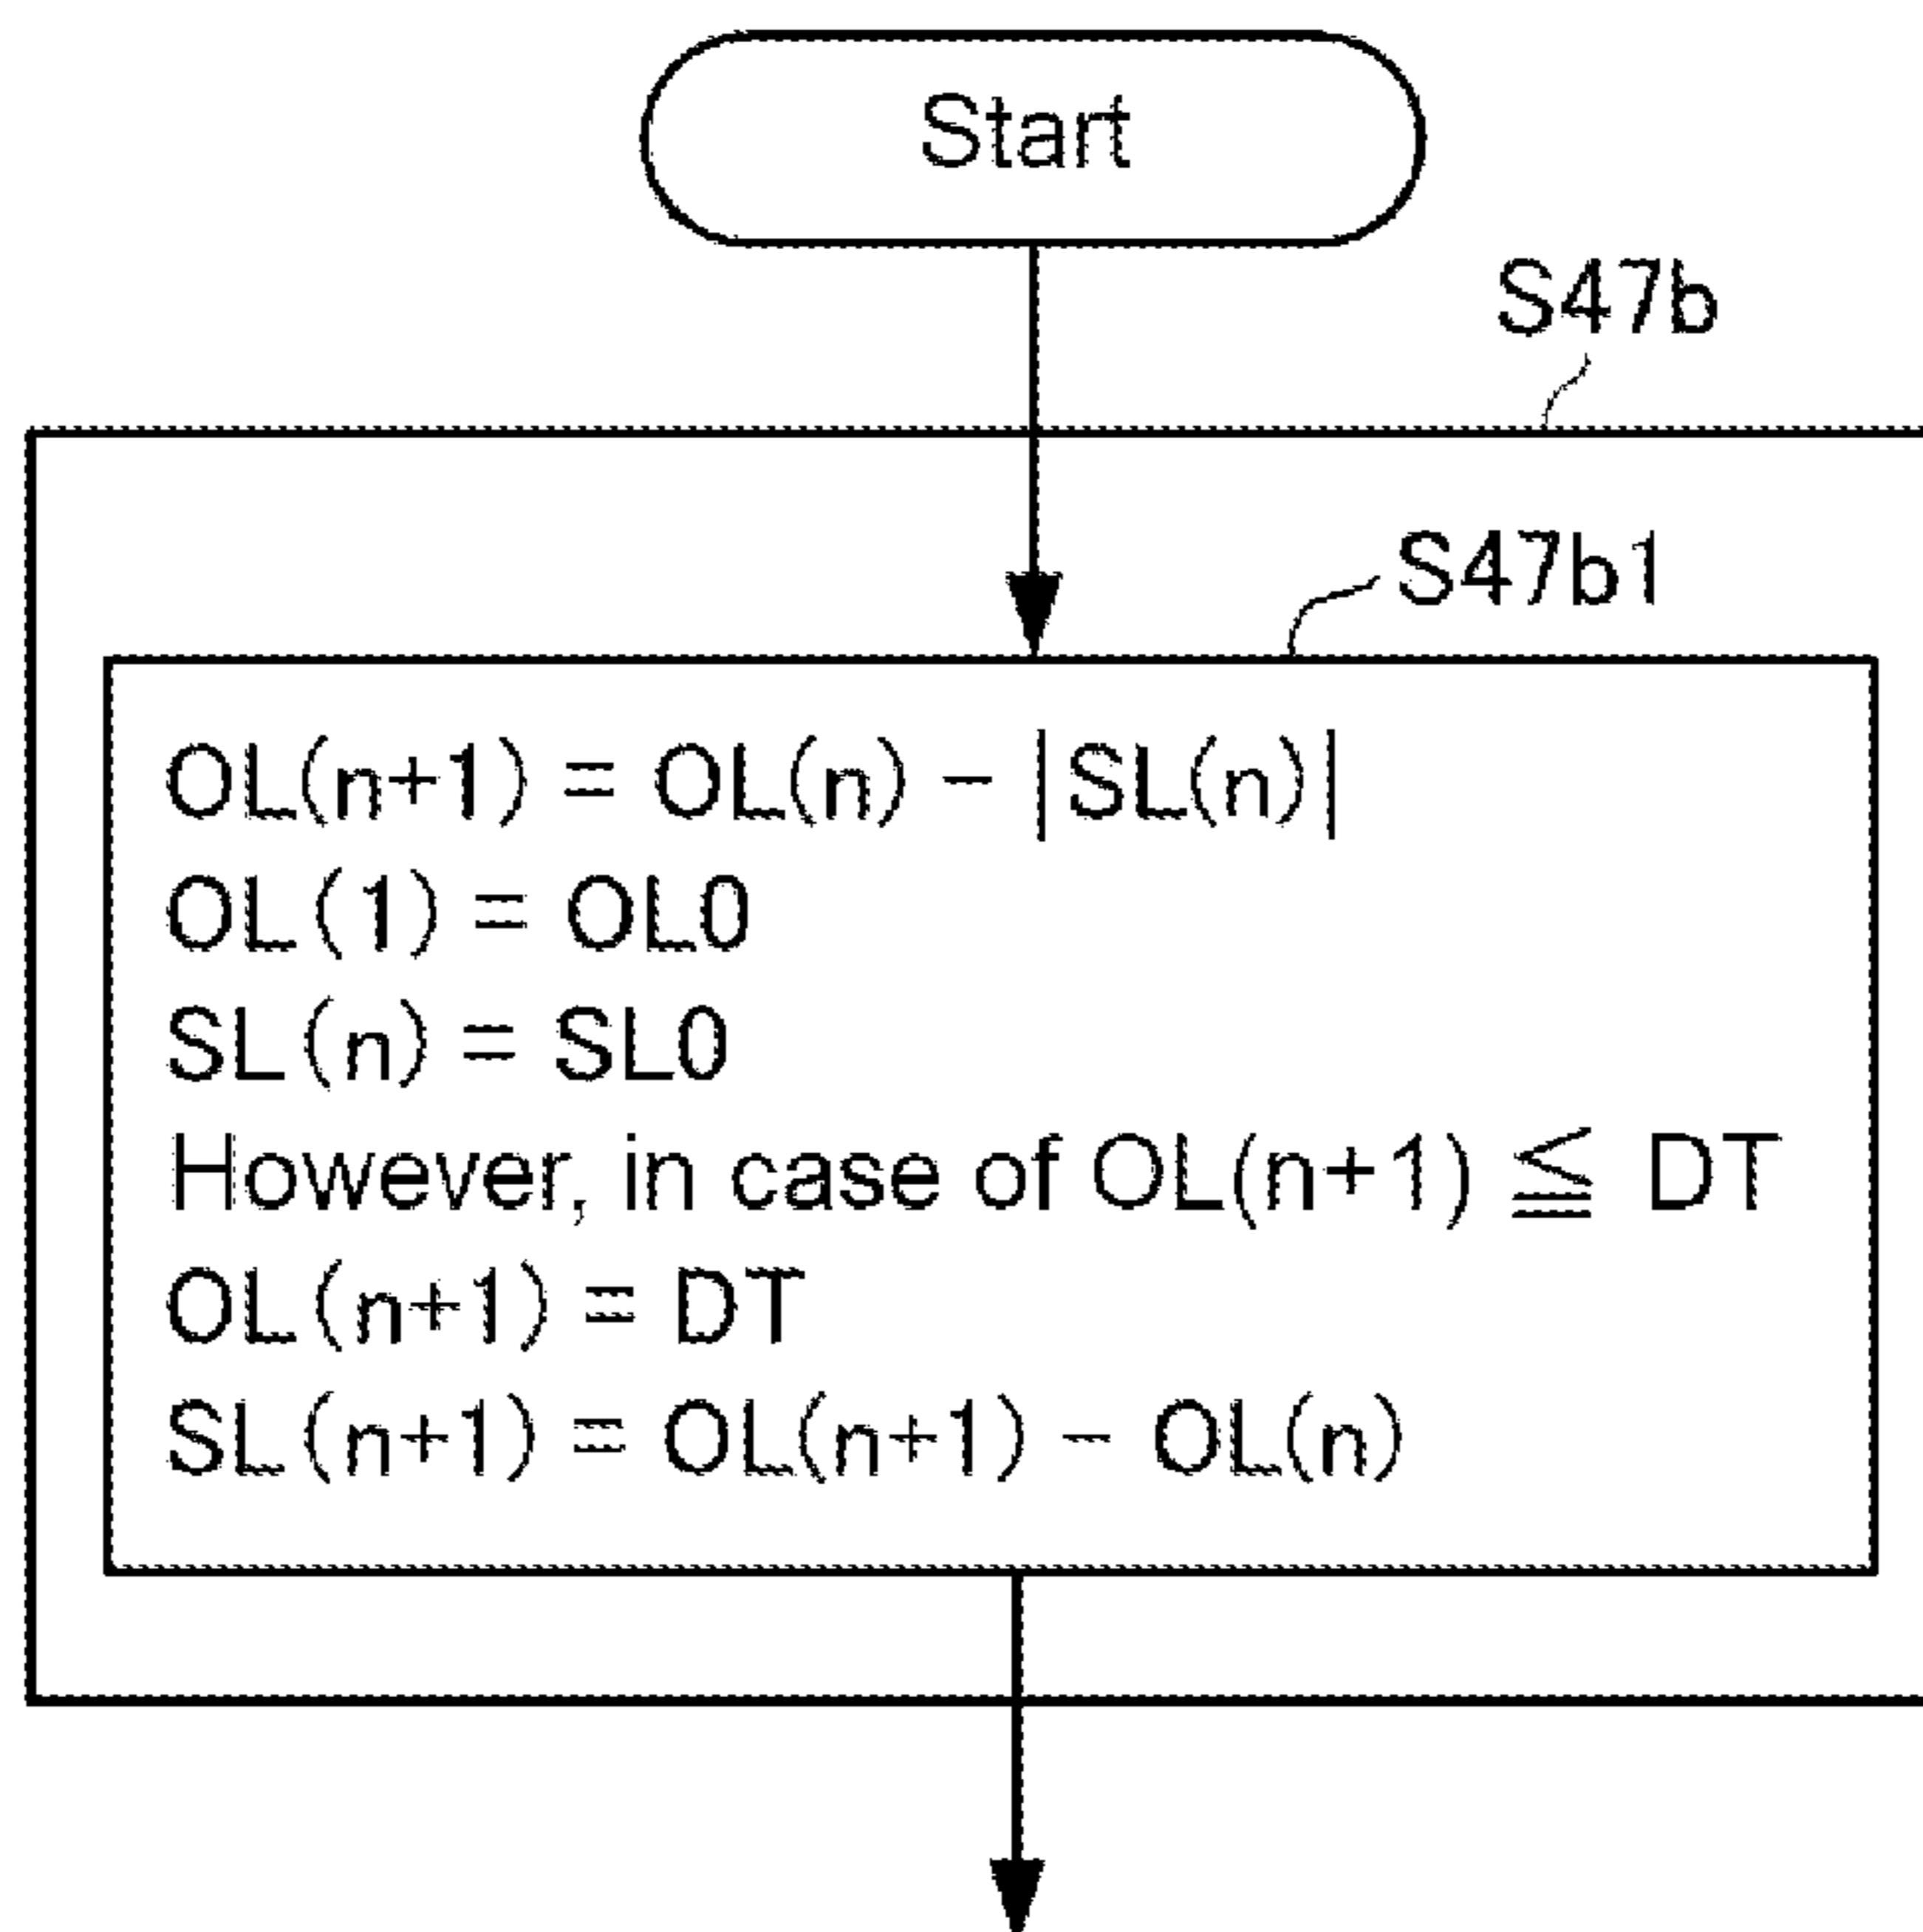 Start
S47b
S47b1
OL(n+1) = OL(n) − |SL(n)|
OL(1) = OL0
SL(n) = SL0
However, in case of OL(n+1) ≦ DT
OL(n+1) = DT
SL(n+1) = OL(n+1) − OL(n)